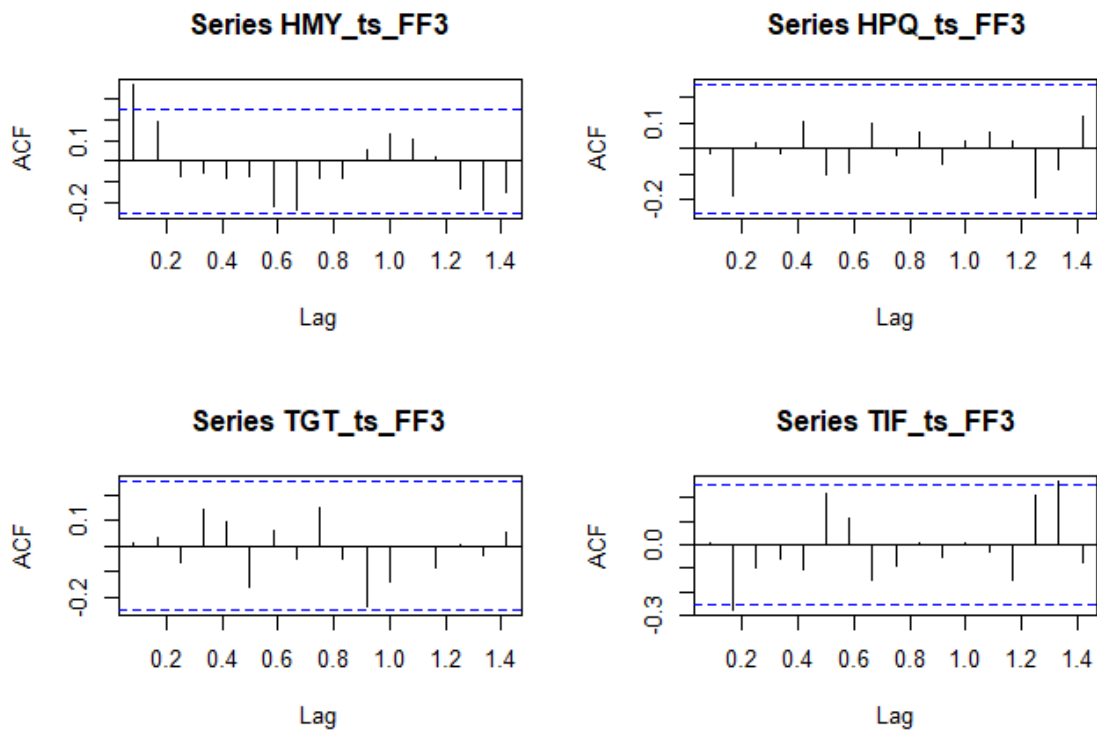 Series HMY_ts_FF3
ACF
0.1
-0.2
0.2 0.4 0.6 0.8 1.0 1.2 1.4
Lag
Series HPQ_ts_FF3
ACF
0.1
-0.2
0.2 0.4 0.6 0.8 1.0 1.2 1.4
Lag
Series TGT_ts_FF3
ACF
0.1
-0.2
0.2 0.4 0.6 0.8 1.0 1.2 1.4
Lag
Series TIF_ts_FF3
ACF
0.0
-0.3
0.2 0.4 0.6 0.8 1.0 1.2 1.4
Lag